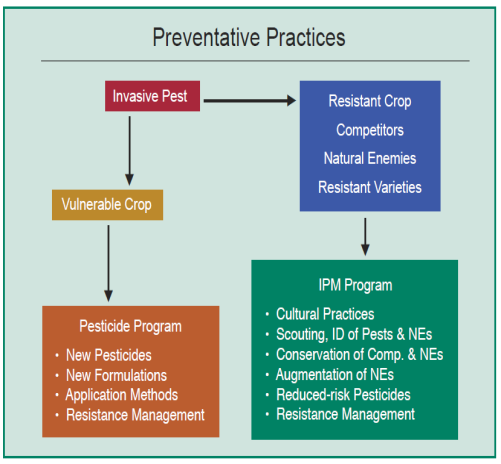 Preventative Practices
Invasive Pest
Resistant Crop
Competitors
Natural Enemies
Resistant Varieties
Vulnerable Crop
Pesticide Program
• New Pesticides
• New Formulations
• Application Methods
• Resistance Management
IPM Program
• Cultural Practices
• Scouting, ID of Pests & NEs
• Conservation of Comp. & NEs
• Augmentation of NEs
• Reduced-risk Pesticides
• Resistance Management